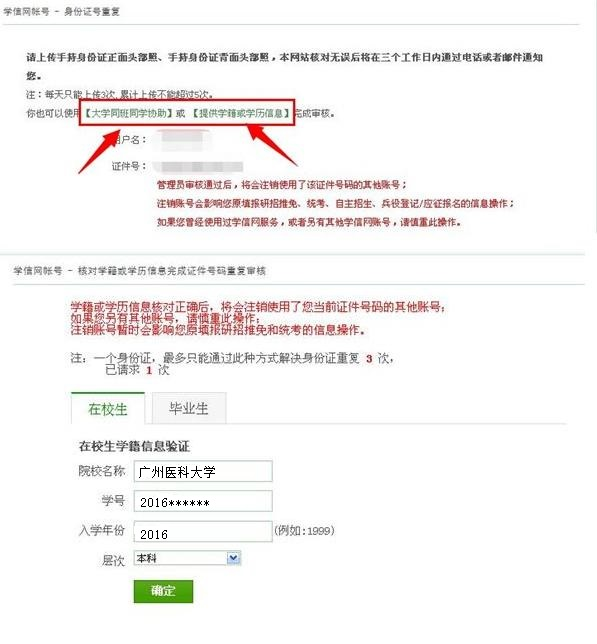 学信网帐号 - 身份证号重复
请上传手持身份证正面头部照、手持身份证背面头部照，本网站核对无误后将在三个工作日内通过电话或者邮件通知
您。
注：每天只能上传3次,累计上传不能超过5次。
你也可以使用【大学同班同学协助】或 【提供学籍或学历信息】完成审核。
用户名：
证件号：
管理员审核通过后，将会注销使用了该证件号码的其他账号；
注销账号会影响您原填报研招推免、统考、自主招生、兵役登记/应征报名的信息操作；
如果您曾经使用过学信网服务，或者另有其他学信网账号，请慎重此操作。
学信网帐号 - 核对学籍或学历信息完成证件号码重复审核
学籍或学历信息核对正确后，将会注销使用了您当前证件号码的其他账号；
如果您另有其他账号，请慎重此操作；
注销账号暂时会影响您原填报研招推免和统考的信息操作。
注：一个身份证，最多只能通过此种方式解决身份证重复 3 次，
已请求 1 次
在校生 毕业生
在校生学籍信息验证
院校名称 广州医科大学
学号 2016******
入学年份 2016 (例如:1999)
层次 本科
确定